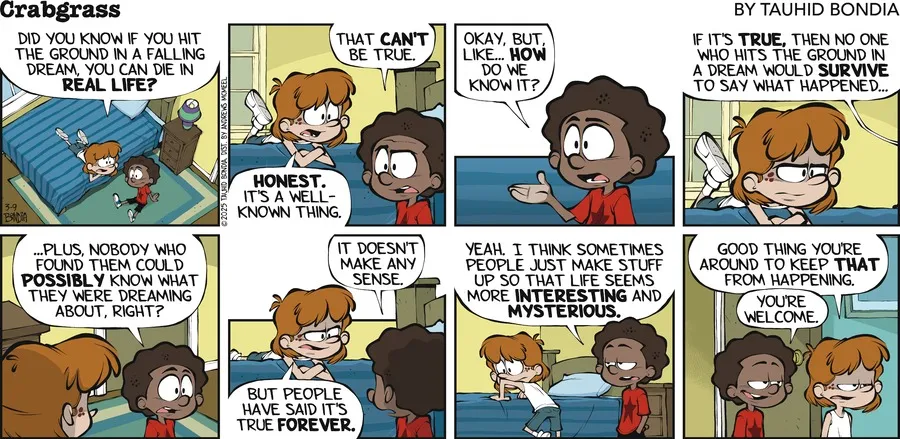 Crabgrass
BY TAUHID BONDIA
DID YOU KNOW IF YOU HIT
THE GROUND IN A FALLING
DREAM, YOU CAN DIE IN
REAL LIFE?
3-9
BONDIA
©2025 TAUHID BONDIA. DIST. BY ANDREWS MCMEEL
THAT CAN'T
BE TRUE.
HONEST.
IT'S A WELL-
KNOWN THING.
OKAY, BUT,
LIKE... HOW
DO WE
KNOW IT?
IF IT'S TRUE, THEN NO ONE
WHO HITS THE GROUND IN
A DREAM WOULD SURVIVE
TO SAY WHAT HAPPENED...
...PLUS, NOBODY WHO
FOUND THEM COULD
POSSIBLY KNOW WHAT
THEY WERE DREAMING
ABOUT, RIGHT?
IT DOESN'T
MAKE ANY
SENSE.
BUT PEOPLE
HAVE SAID IT'S
TRUE FOREVER.
YEAH. I THINK SOMETIMES
PEOPLE JUST MAKE STUFF
UP SO THAT LIFE SEEMS
MORE INTERESTING AND
MYSTERIOUS.
GOOD THING YOU'RE
AROUND TO KEEP THAT
FROM HAPPENING.
YOU'RE
WELCOME.